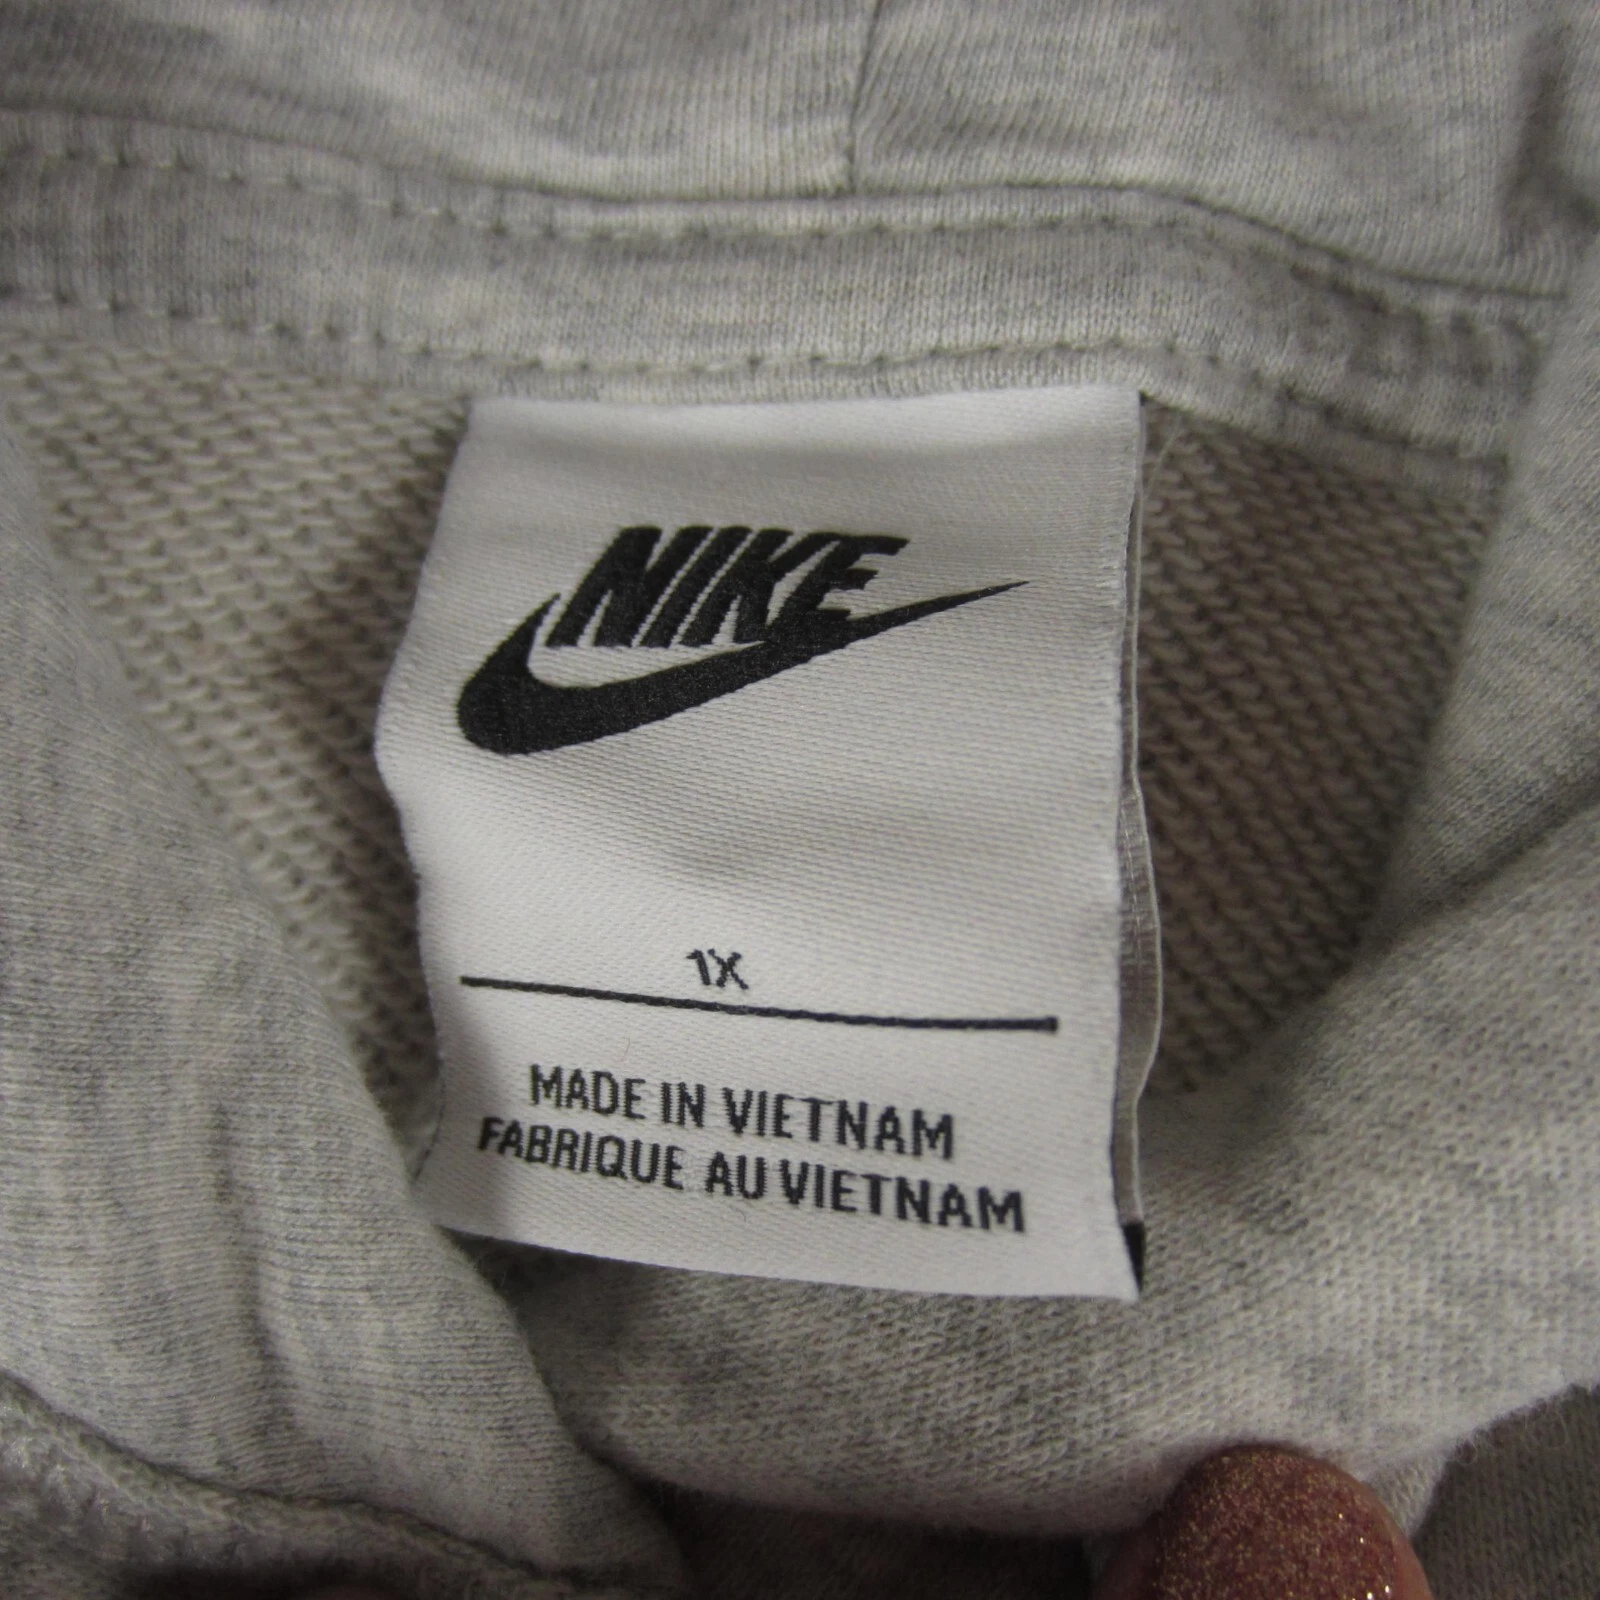 NIKE
1X
MADE IN VIETNAM
FABRIQUE AU VIETNAM